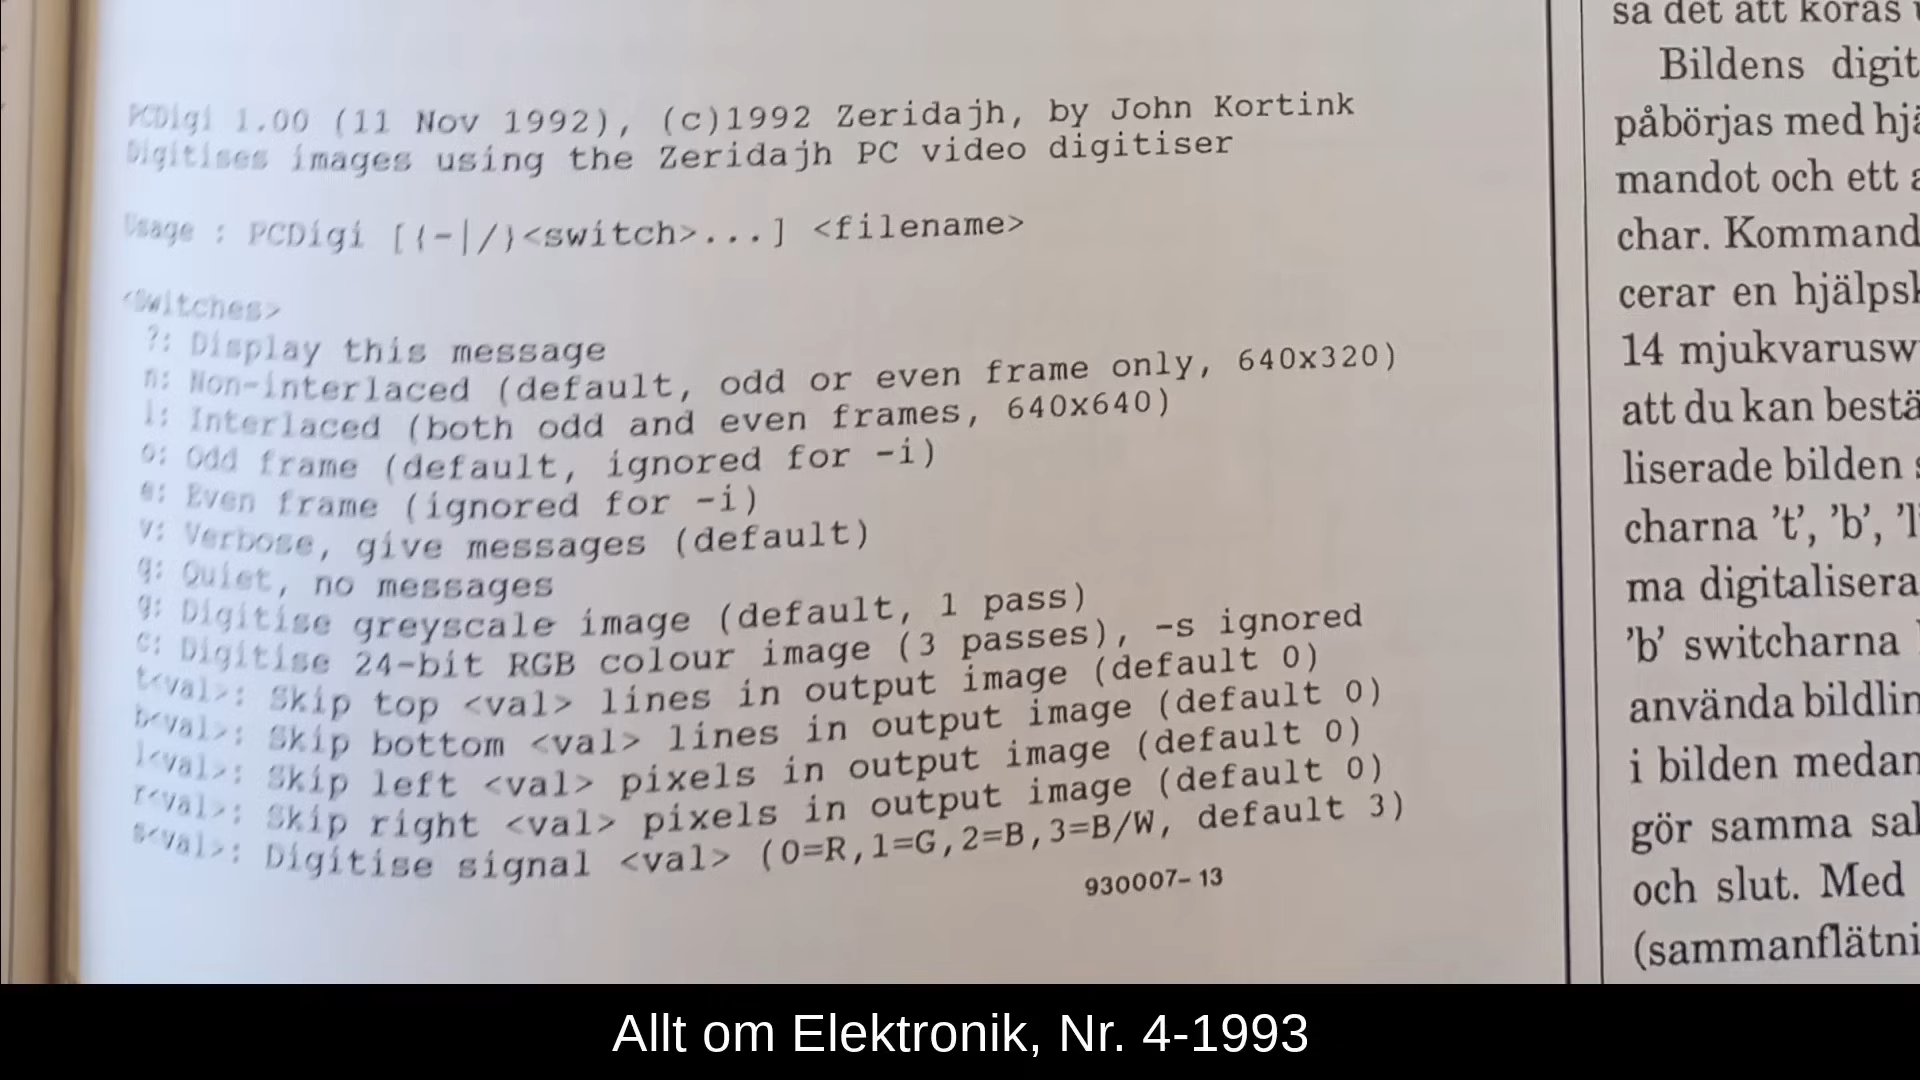 PCDigi 1.00 (11 Nov 1992), (c)1992 Zeridajh, by John Kortink
Digitises images using the Zeridajh PC video digitiser
Usage : PCDigi [{-|/}<switch>...] <filename>
<Switches>
?: Display this message
n: Non-interlaced (default, odd or even frame only, 640x320)
i: Interlaced (both odd and even frames, 640x640)
o: Odd frame (default, ignored for -i)
e: Even frame (ignored for -i)
v: Verbose, give messages (default)
q: Quiet, no messages
g: Digitise greyscale image (default, 1 pass)
c: Digitise 24-bit RGB colour image (3 passes), -s ignored
t<val>: Skip top <val> lines in output image (default 0)
b<val>: Skip bottom <val> lines in output image (default 0)
l<val>: Skip left <val> pixels in output image (default 0)
r<val>: Skip right <val> pixels in output image (default 0)
s<val>: Digitise signal <val> (0=R,1=G,2=B,3=B/W, default 3)
930007-13
sa det att köras
Bildens digit
påbörjas med hjä
mandot och ett a
char. Kommand
cerar en hjälpsk
14 mjukvarusw
att du kan bestä
liserade bilden s
charna 't', 'b', 'l'
ma digitalisera
'b' switcharna
använda bildlin
i bilden medan
gör samma sak
och slut. Med
(sammanflätni
Allt om Elektronik, Nr. 4-1993